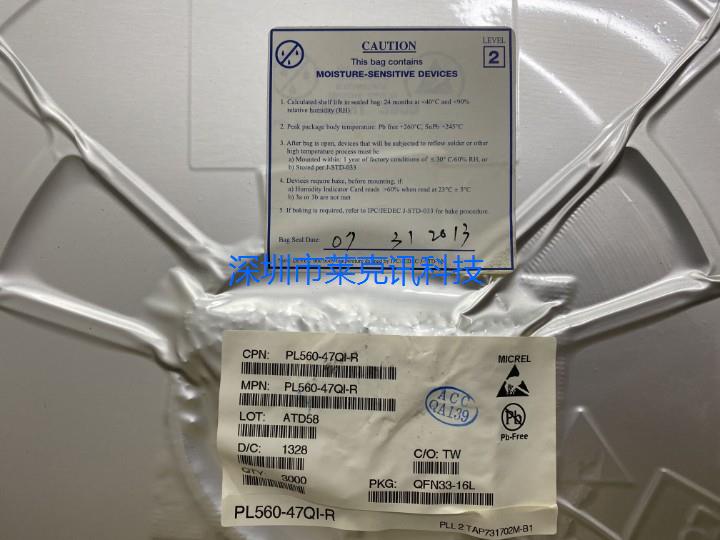 CAUTION
This bag contains
MOISTURE-SENSITIVE DEVICES
LEVEL
2
1. Calculated shelf life in sealed bag: 24 months at <40°C and <90%
relative humidity (RH)
2. Peak package body temperature: Pb free +260°C, SnPb +245°C
3. After bag is open, devices that will be subjected to reflow solder or other
high temperature process must be
a) Mounted within: 1 year of factory conditions of ≤ 30° C/60% RH, or
b) Stored per J-STD-033
4. Devices require bake, before mounting, if:
a) Humidity Indicator Card reads >60% when read at 23°C ± 5°C
b) 3a or 3b are not met
5. If baking is required, refer to IPC/JEDEC J-STD-033 for bake procedure.
Bag Seal Date: 07 31 2013
深圳市莱克讯科技
CPN: PL560-47QI-R
MPN: PL560-47QI-R
LOT: ATD58
D/C: 1328
QTY: 3000
C/O: TW
PKG: QFN33-16L
MICREL
Pb
Pb-Free
ACC
QA139
PL560-47QI-R
PLL 2 TAP731702M-B1